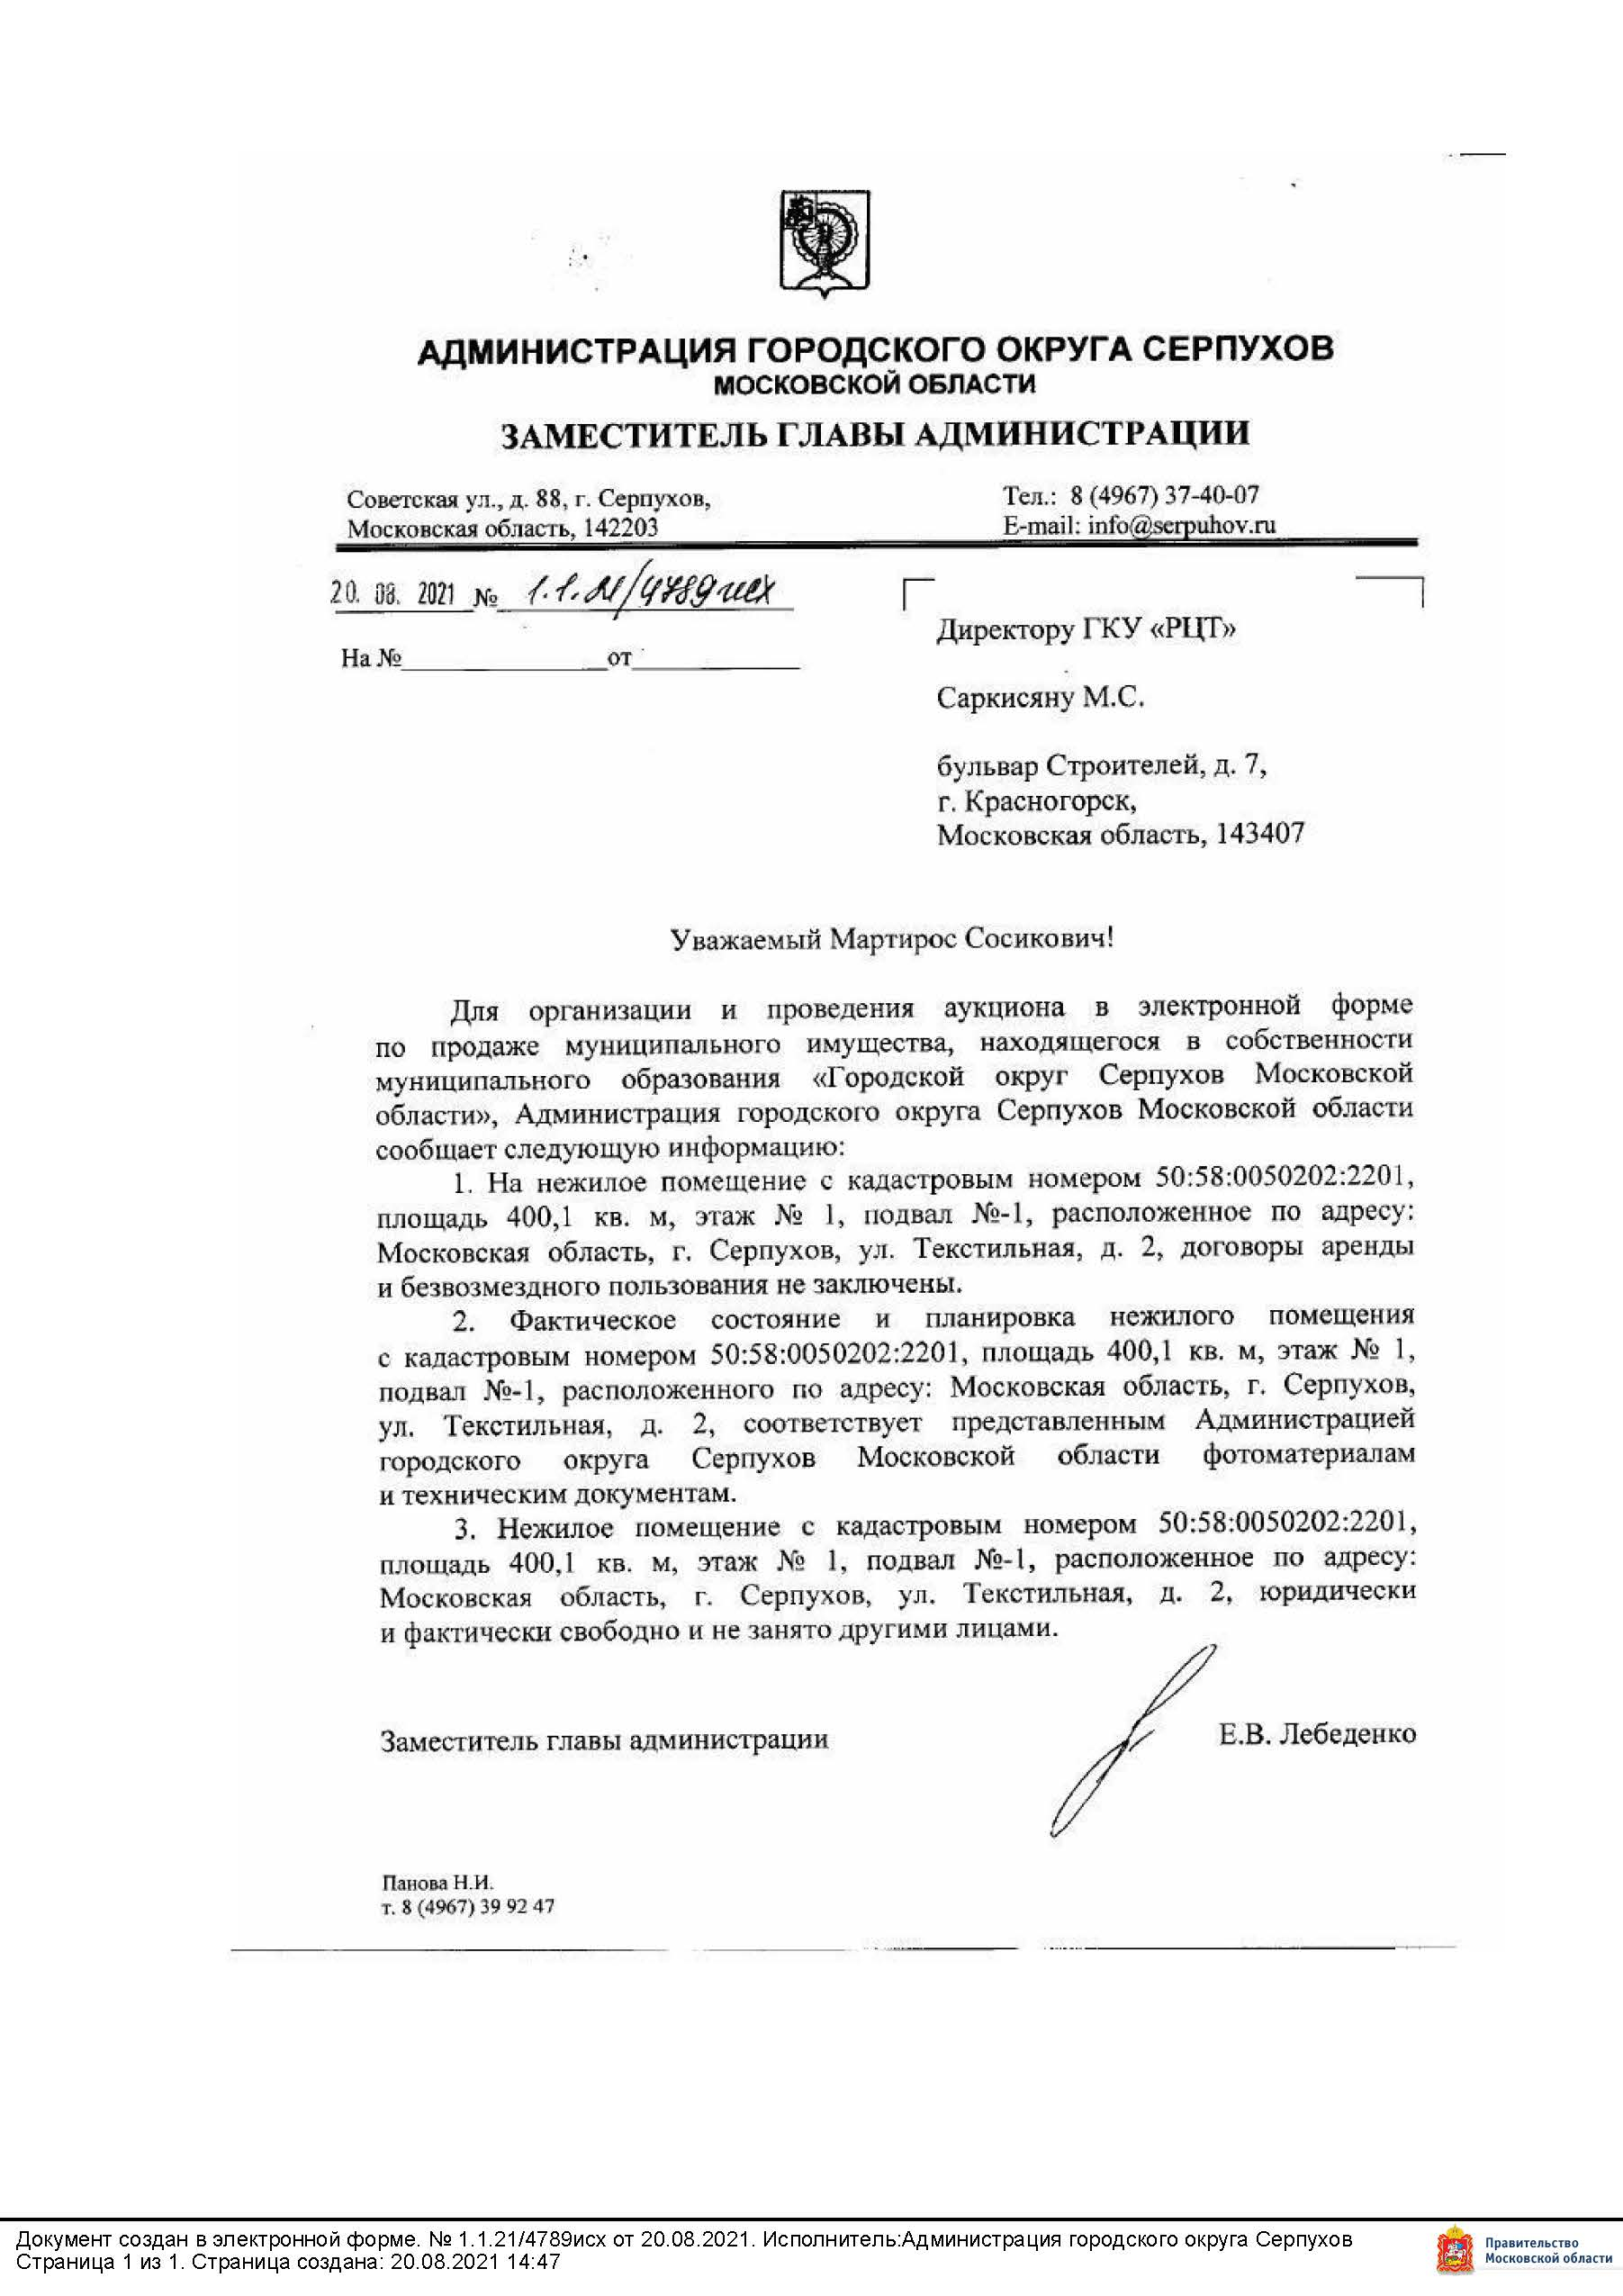 АДМИНИСТРАЦИЯ ГОРОДСКОГО ОКРУГА СЕРПУХОВ
МОСКОВСКОЙ ОБЛАСТИ
ЗАМЕСТИТЕЛЬ ГЛАВЫ АДМИНИСТРАЦИИ
Советская ул., д. 88, г. Серпухов,
Московская область, 142203
Тел.: 8 (4967) 37-40-07
E-mail: info@serpuhov.ru
20. 08. 2021 № 1.1.21/4789исх
На №______________от___________
Директору ГКУ «РЦТ»
Саркисяну М.С.
бульвар Строителей, д. 7,
г. Красногорск,
Московская область, 143407
Уважаемый Мартирос Сосикович!
Для организации и проведения аукциона в электронной форме
по продаже муниципального имущества, находящегося в собственности
муниципального образования «Городской округ Серпухов Московской
области», Администрация городского округа Серпухов Московской области
сообщает следующую информацию:
1. На нежилое помещение с кадастровым номером 50:58:0050202:2201,
площадь 400,1 кв. м, этаж № 1, подвал №-1, расположенное по адресу:
Московская область, г. Серпухов, ул. Текстильная, д. 2, договоры аренды
и безвозмездного пользования не заключены.
2. Фактическое состояние и планировка нежилого помещения
с кадастровым номером 50:58:0050202:2201, площадь 400,1 кв. м, этаж № 1,
подвал №-1, расположенного по адресу: Московская область, г. Серпухов,
ул. Текстильная, д. 2, соответствует представленным Администрацией
городского округа Серпухов Московской области фотоматериалам
и техническим документам.
3. Нежилое помещение с кадастровым номером 50:58:0050202:2201,
площадь 400,1 кв. м, этаж № 1, подвал №-1, расположенное по адресу:
Московская область, г. Серпухов, ул. Текстильная, д. 2, юридически
и фактически свободно и не занято другими лицами.
Заместитель главы администрации
Е.В. Лебеденко
Панова Н.И.
т. 8 (4967) 39 92 47
Документ создан в электронной форме. № 1.1.21/4789исх от 20.08.2021. Исполнитель:Администрация городского округа Серпухов
Страница 1 из 1. Страница создана: 20.08.2021 14:47
Правительство
Московской области